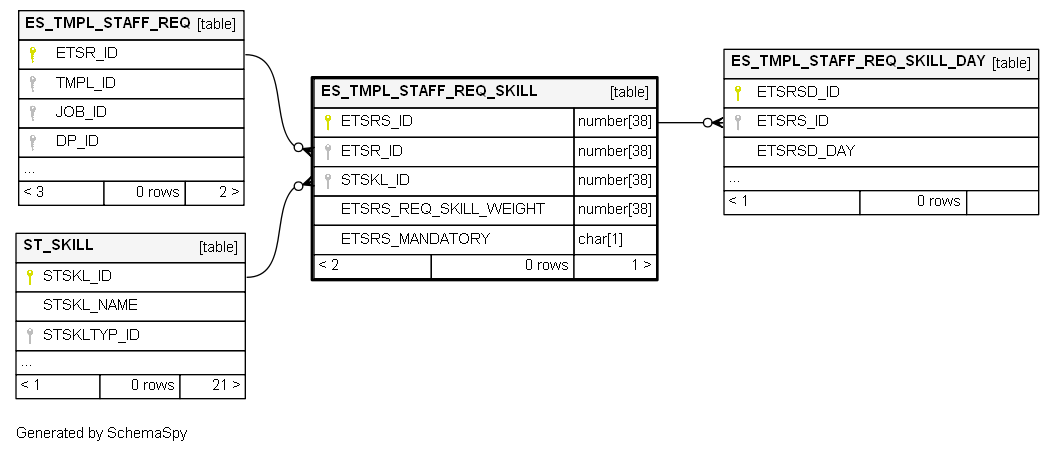 ES_TMPL_STAFF_REQ [table]
ETSR_ID
TMPL_ID
JOB_ID
DP_ID
...
< 3 0 rows 2 >
ST_SKILL [table]
STSKL_ID
STSKL_NAME
STSKLTYP_ID
...
< 1 0 rows 21 >
ES_TMPL_STAFF_REQ_SKILL [table]
ETSRS_ID number[38]
ETSR_ID number[38]
STSKL_ID number[38]
ETSRS_REQ_SKILL_WEIGHT number[38]
ETSRS_MANDATORY char[1]
< 2 0 rows 1 >
ES_TMPL_STAFF_REQ_SKILL_DAY [table]
ETSRSD_ID
ETSRS_ID
ETSRSD_DAY
...
< 1 0 rows
Generated by SchemaSpy